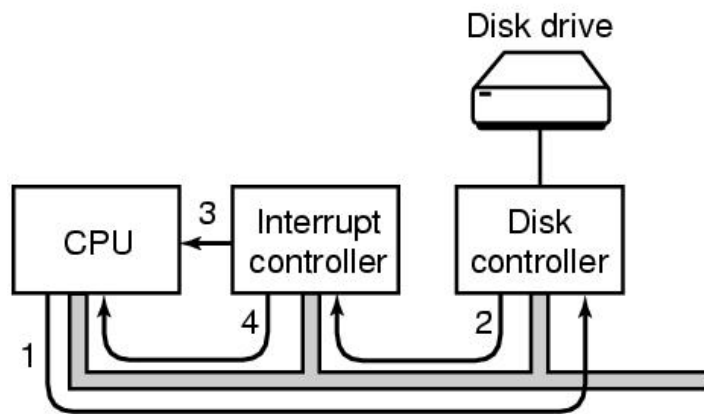 Disk drive
CPU
3
Interrupt
controller
Disk
controller
1
4
2